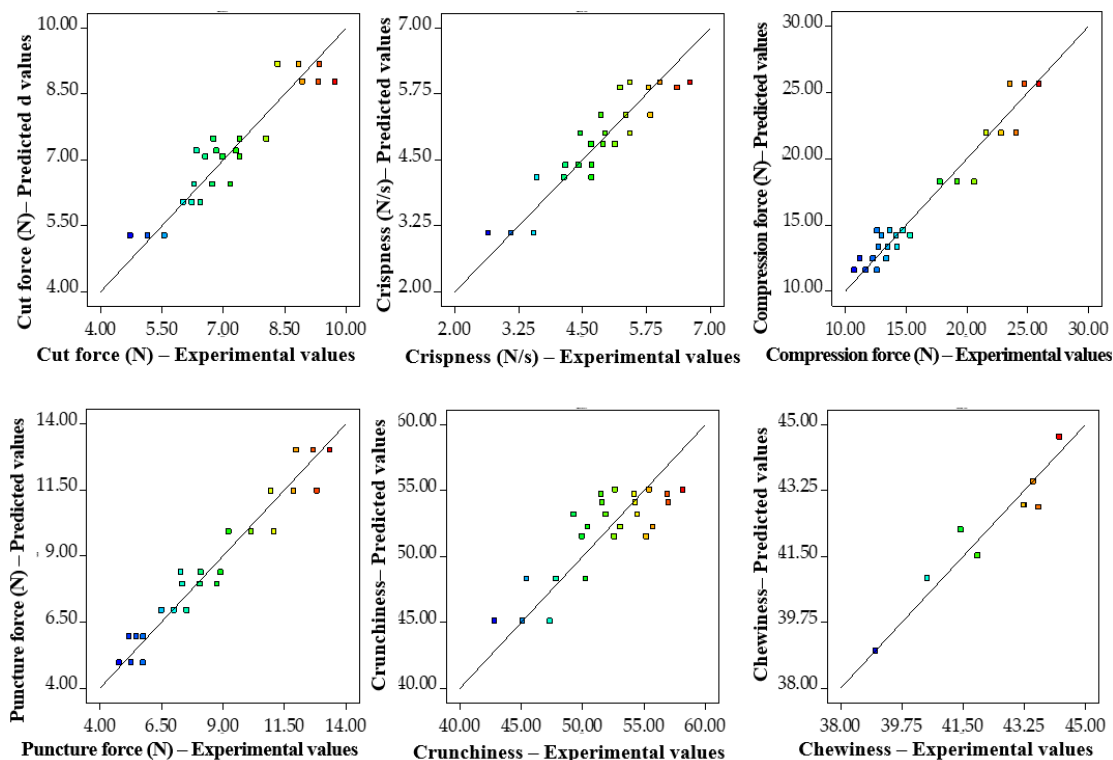 Cut force (N)– Predicted d values
10.00
8.50
7.00
5.50
4.00
4.00 5.50 7.00 8.50 10.00
Cut force (N) – Experimental values
Crispness (N/s) – Predicted values
7.00
5.75
4.50
3.25
2.00
2.00 3.25 4.50 5.75 7.00
Crispness (N/s) – Experimental values
Compression force (N)– Predicted values
30.00
25.00
20.00
15.00
10.00
10.00 15.00 20.00 25.00 30.00
Compression force (N) – Experimental values
Puncture force (N) – Predicted values
14.00
11.50
9.00
6.50
4.00
4.00 6.50 9.00 11.50 14.00
Puncture force (N) – Experimental values
Crunchiness– Predicted values
60.00
55.00
50.00
45.00
40.00
40.00 45.00 50.00 55.00 60.00
Crunchiness – Experimental values
Chewiness– Predicted values
45.00
43.25
41.50
39.75
38.00
38.00 39.75 41,50 43.25 45.00
Chewiness – Experimental values